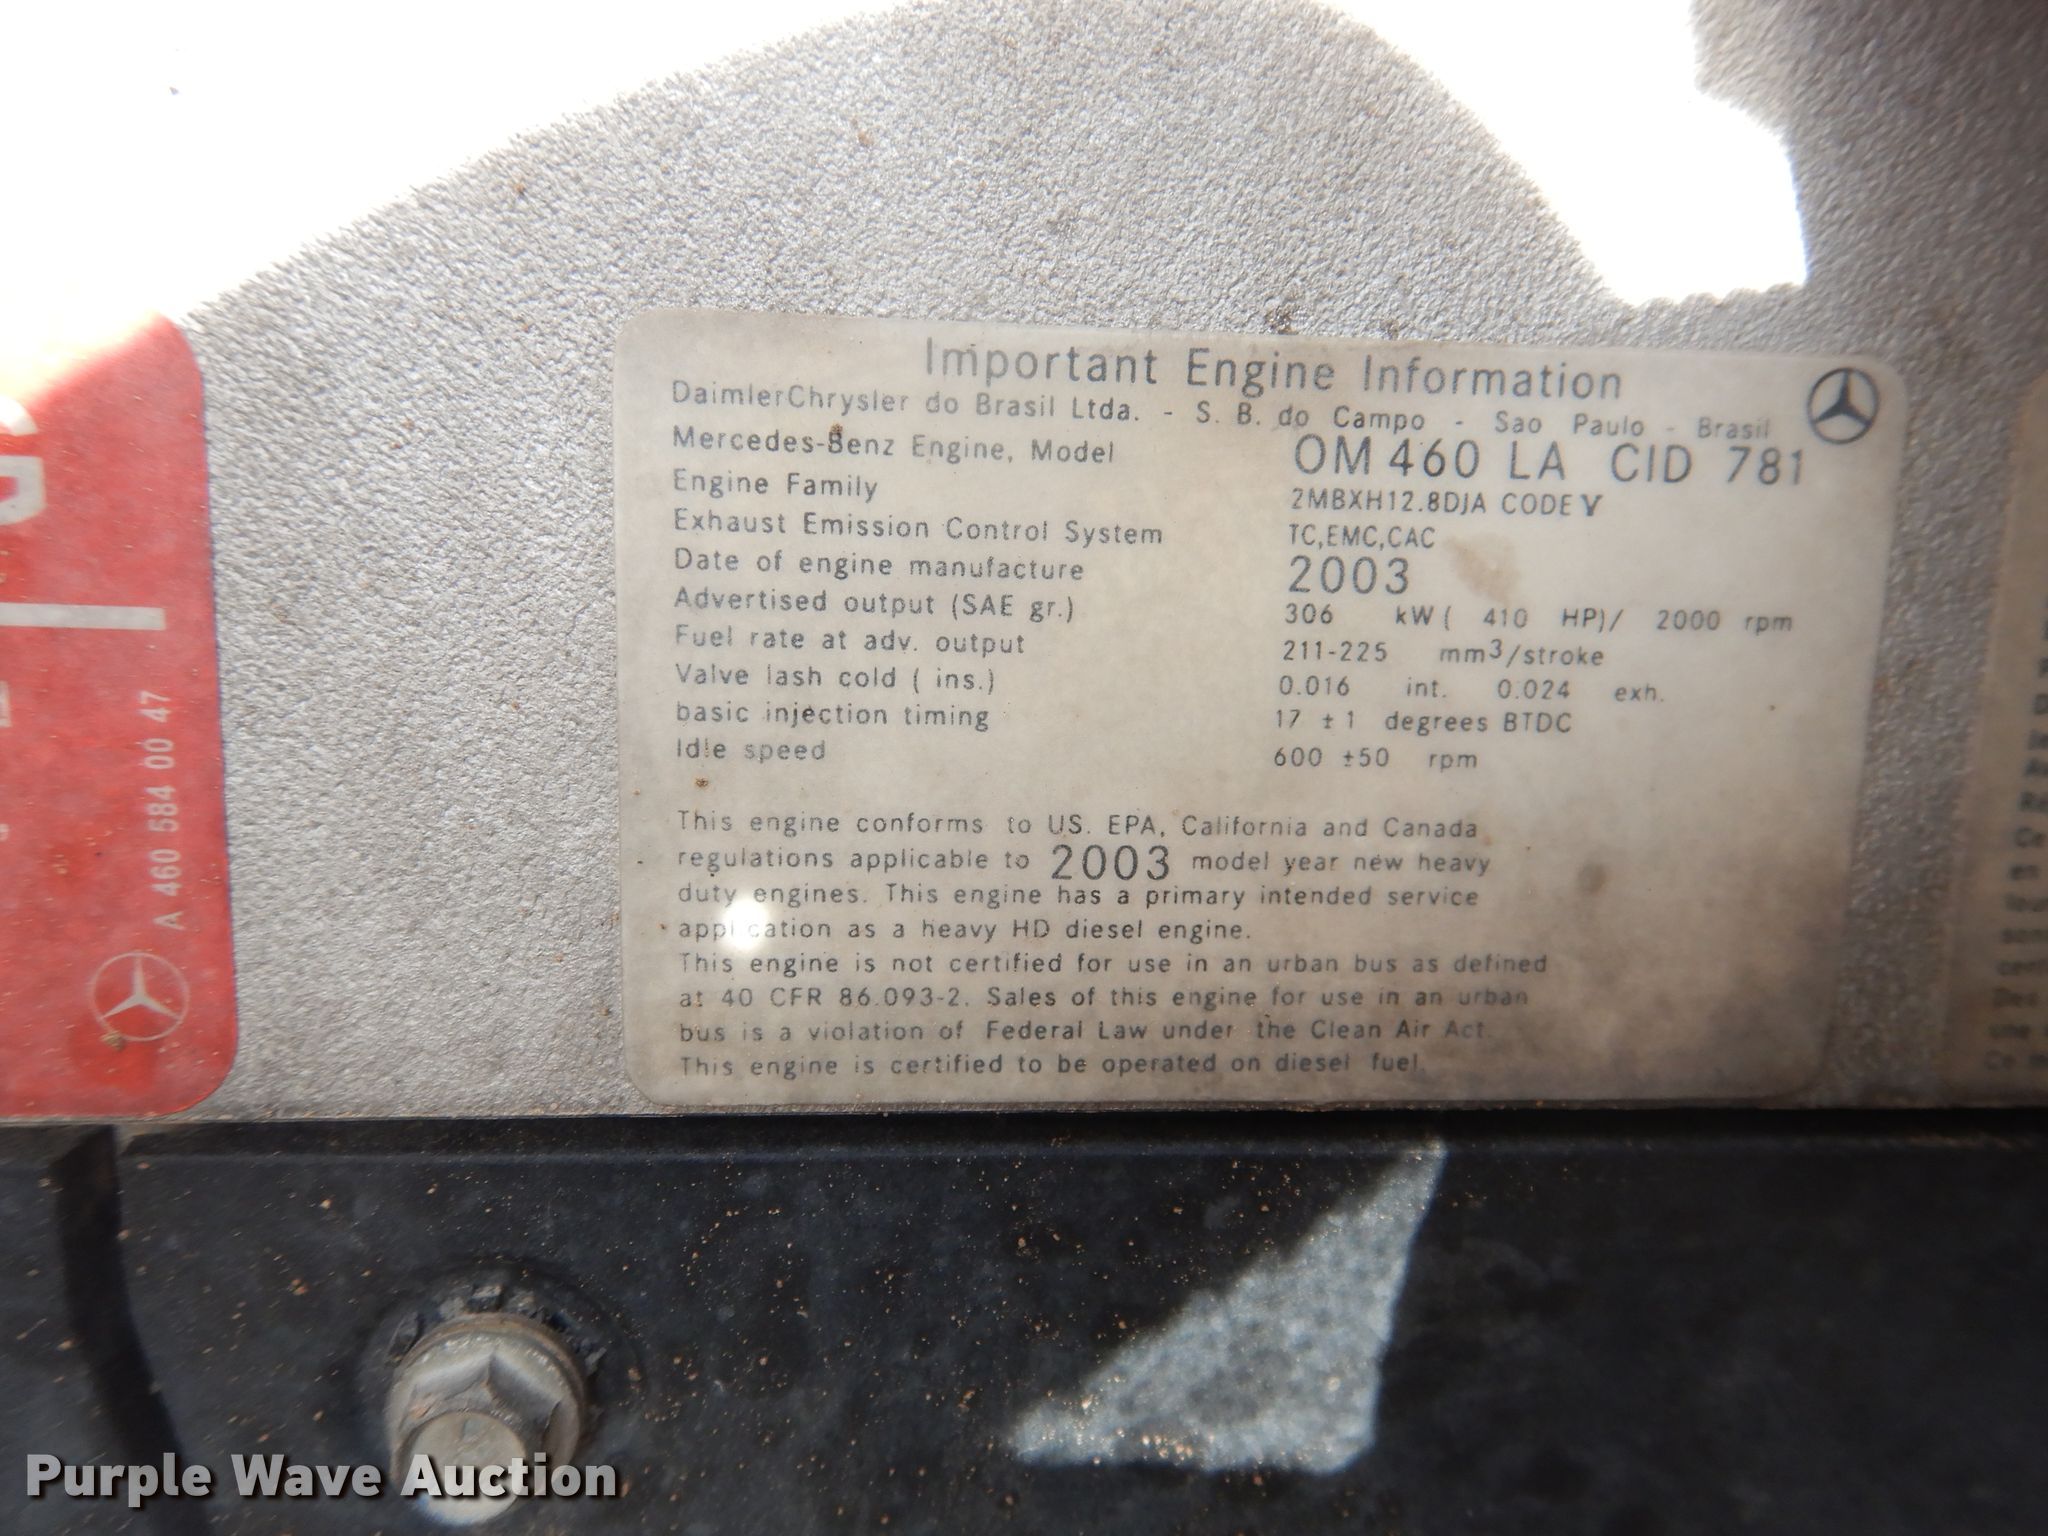 Important Engine Information
DaimlerChrysler do Brasil Ltda. - S. B. do Campo - Sao Paulo - Brasil
Mercedes-Benz Engine, Model OM 460 LA CID 781
Engine Family 2MBXH12.8DJA CODE V
Exhaust Emission Control System TC,EMC,CAC
Date of engine manufacture 2003
Advertised output (SAE gr.) 306 kW ( 410 HP)/ 2000 rpm
Fuel rate at adv. output 211-225 mm3/stroke
Valve lash cold ( ins.) 0.016 int. 0.024 exh.
basic injection timing 17 ±1 degrees BTDC
Idle speed 600 ±50 rpm
This engine conforms to US. EPA, California and Canada
regulations applicable to 2003 model year new heavy
duty engines. This engine has a primary intended service
application as a heavy HD diesel engine.
This engine is not certified for use in an urban bus as defined
at 40 CFR 86.093-2. Sales of this engine for use in an urban
bus is a violation of Federal Law under the Clean Air Act.
This engine is certified to be operated on diesel fuel.
A 460 584 00 47
Purple Wave Auction